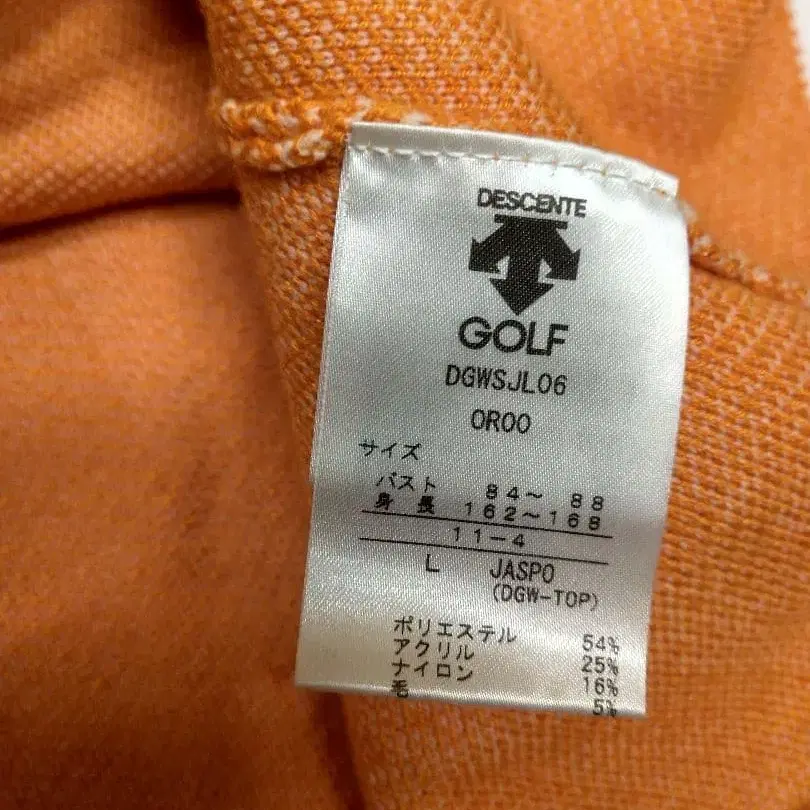 DESCENTE
GOLF
DGWSJL06
OR00
サイズ
バスト 84～ 88
身 長 162～168
11－4
L JASPO
(DGW-TOP)
ポリエステル 54%
アクリル 25%
ナイロン 16%
毛 5%